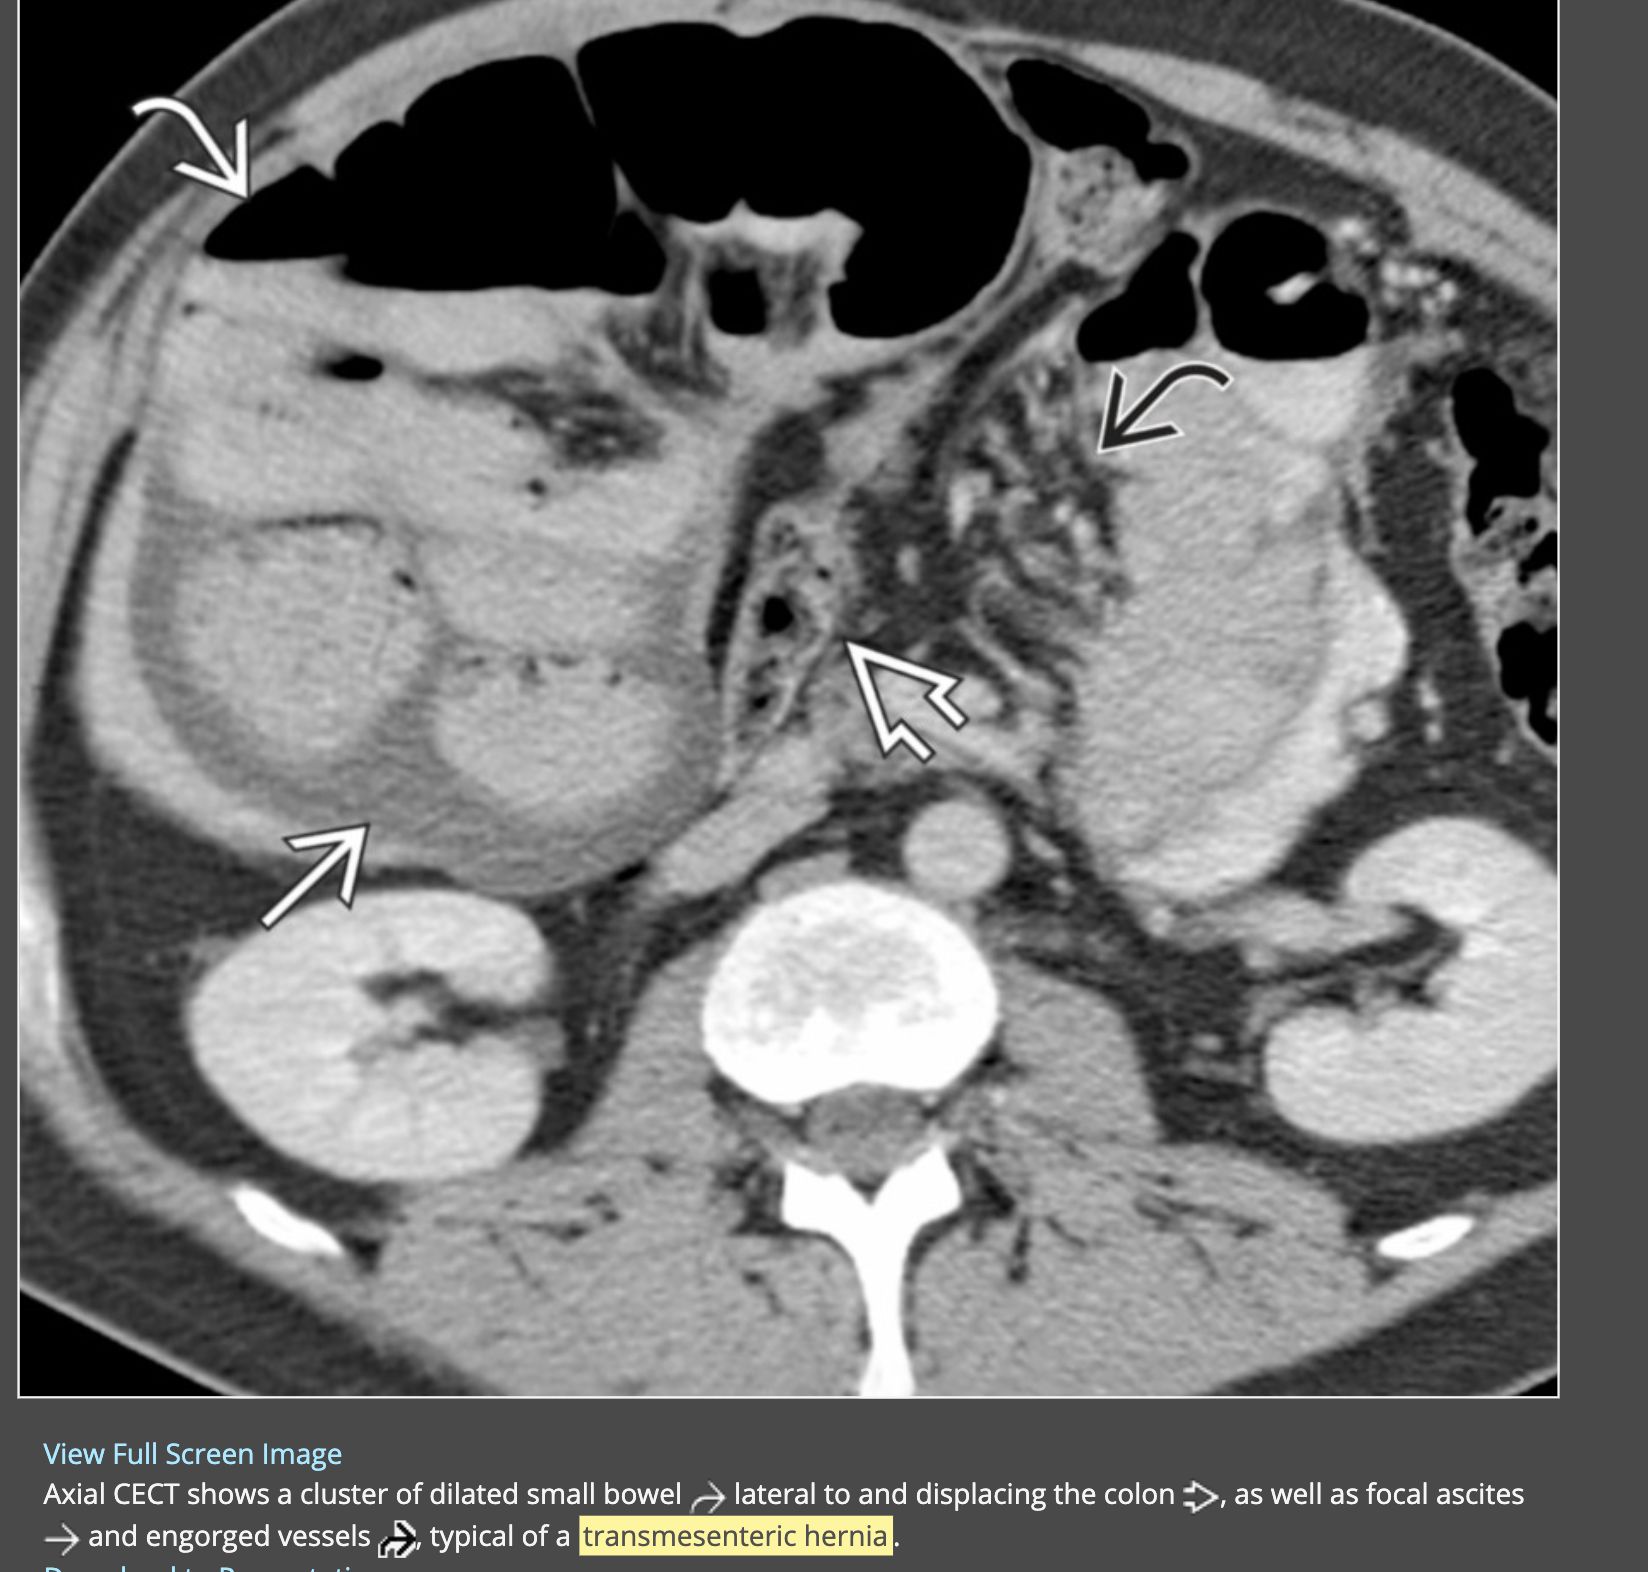 View Full Screen Image
Axial CECT shows a cluster of dilated small bowel lateral to and displacing the colon , as well as focal ascites
and engorged vessels , typical of a transmesenteric hernia.